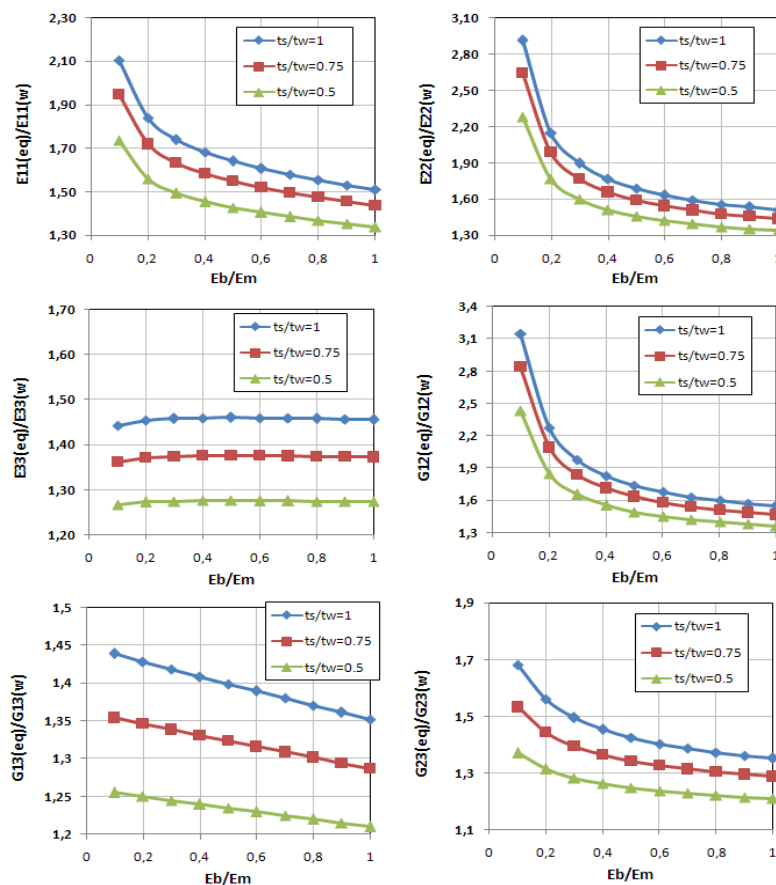 2,30
2,10
1,90
1,70
1,50
1,30
E11(eq)/E11(w)
ts/tw=1
ts/tw=0.75
ts/tw=0.5
0 0,2 0,4 0,6 0,8 1
Eb/Em
3,10
2,80
2,50
2,20
1,90
1,60
1,30
E22(eq)/E22(w)
ts/tw=1
ts/tw=0.75
ts/tw=0.5
0 0,2 0,4 0,6 0,8 1
Eb/Em
1,70
1,60
1,50
1,40
1,30
1,20
E33(eq)/E33(w)
ts/tw=1
ts/tw=0.75
ts/tw=0.5
0 0,2 0,4 0,6 0,8 1
Eb/Em
3,4
3,1
2,8
2,5
2,2
1,9
1,6
1,3
G12(eq)/G12(w)
ts/tw=1
ts/tw=0.75
ts/tw=0.5
0 0,2 0,4 0,6 0,8 1
Eb/Em
1,5
1,45
1,4
1,35
1,3
1,25
1,2
G13(eq)/G13(w)
ts/tw=1
ts/tw=0.75
ts/tw=0.5
0 0,2 0,4 0,6 0,8 1
Eb/Em
1,9
1,7
1,5
1,3
1,1
G23(eq)/G23(w)
ts/tw=1
ts/tw=0.75
ts/tw=0.5
0 0,2 0,4 0,6 0,8 1
Eb/Em